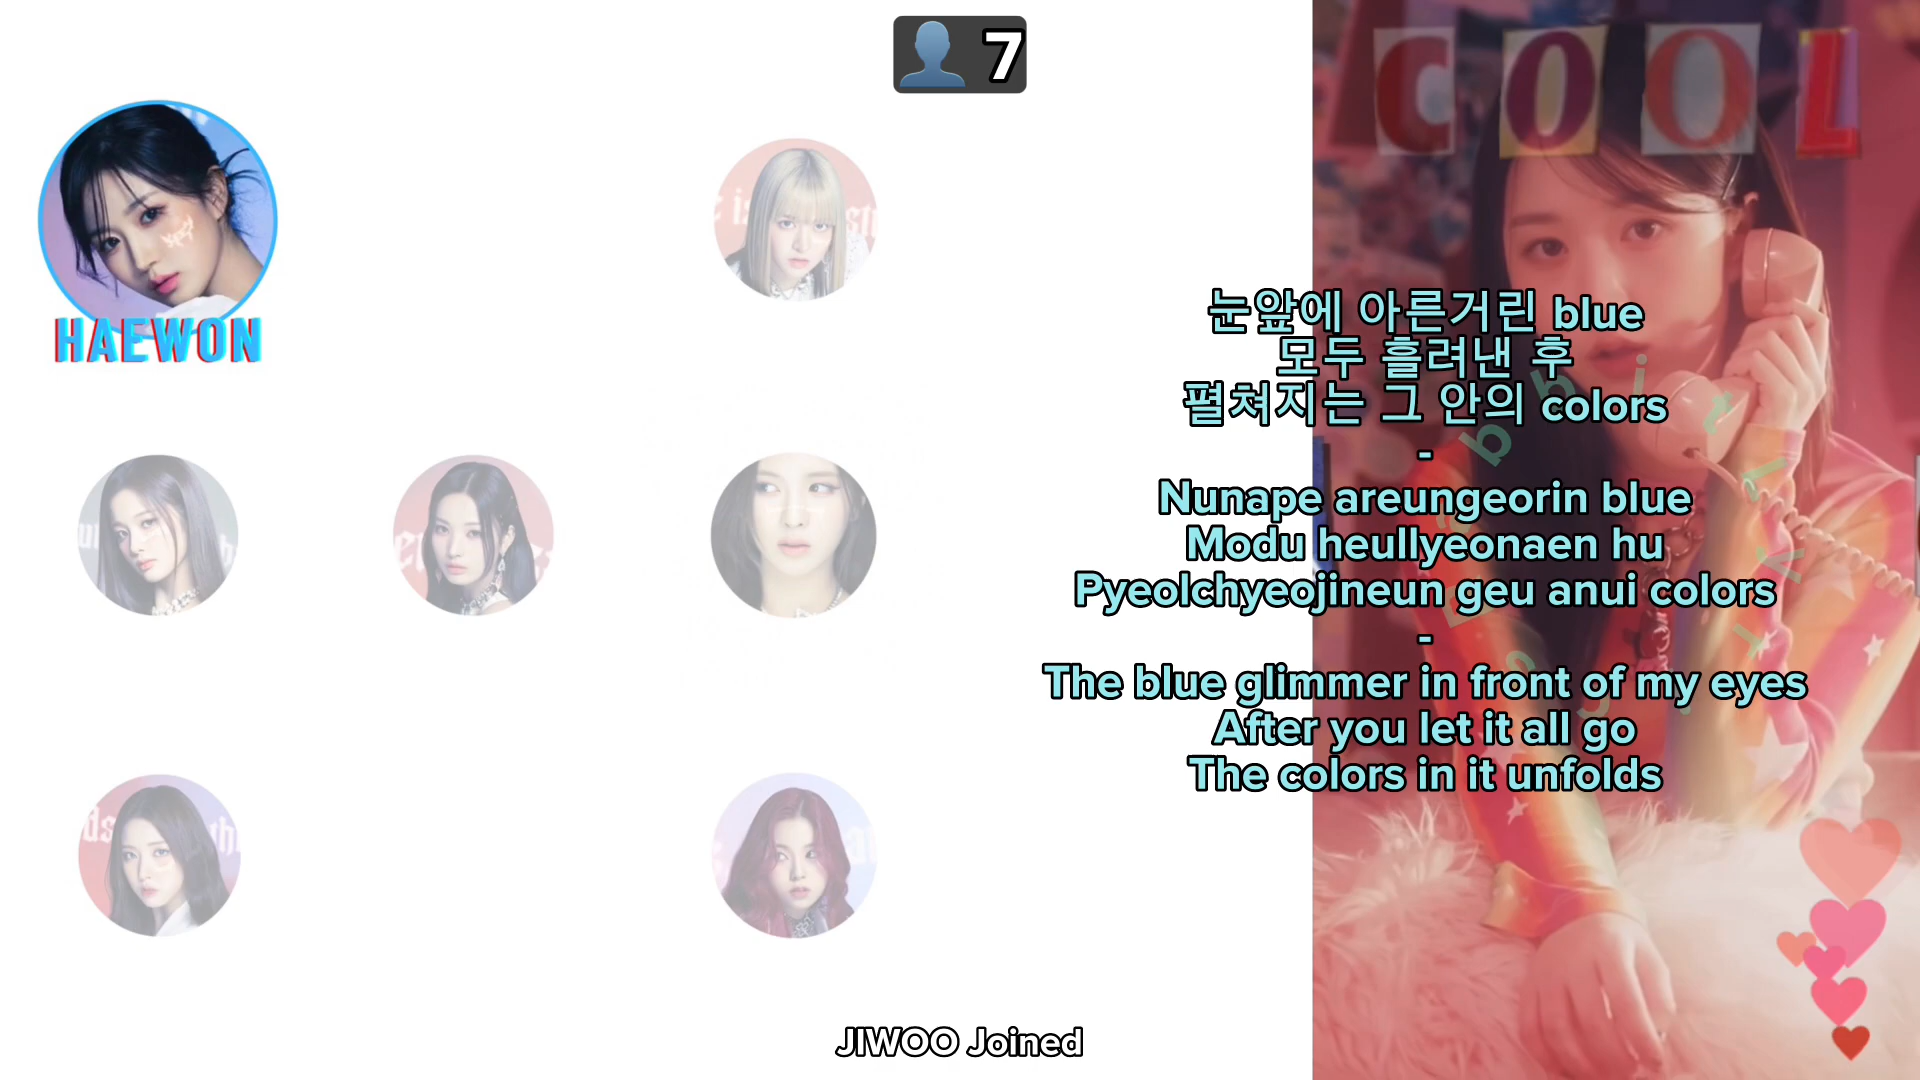 7
COOL
HAEWON
눈앞에 아른거린 blue
모두 흘려낸 후
펼쳐지는 그 안의 colors
-
Nunape areungeorin blue
Modu heullyeonaen hu
Pyeolchyeojineun geu anui colors
-
The blue glimmer in front of my eyes
After you let it all go
The colors in it unfolds
JIWOO Joined